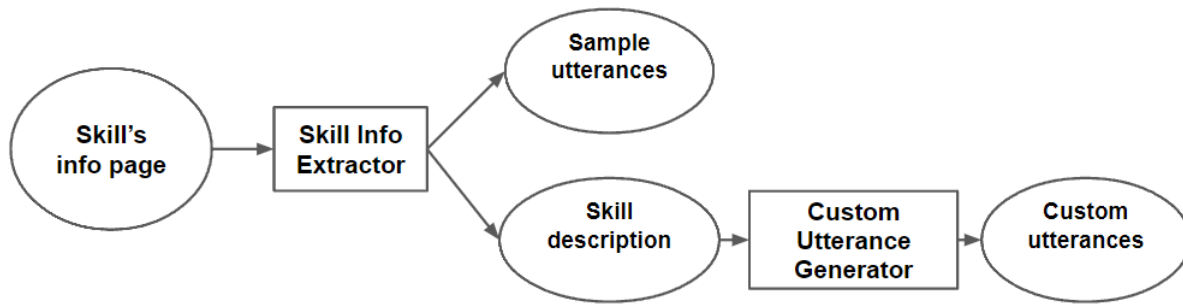 Skill's
info page
Skill Info
Extractor
Sample
utterances
Skill
description
Custom
Utterance
Generator
Custom
utterances